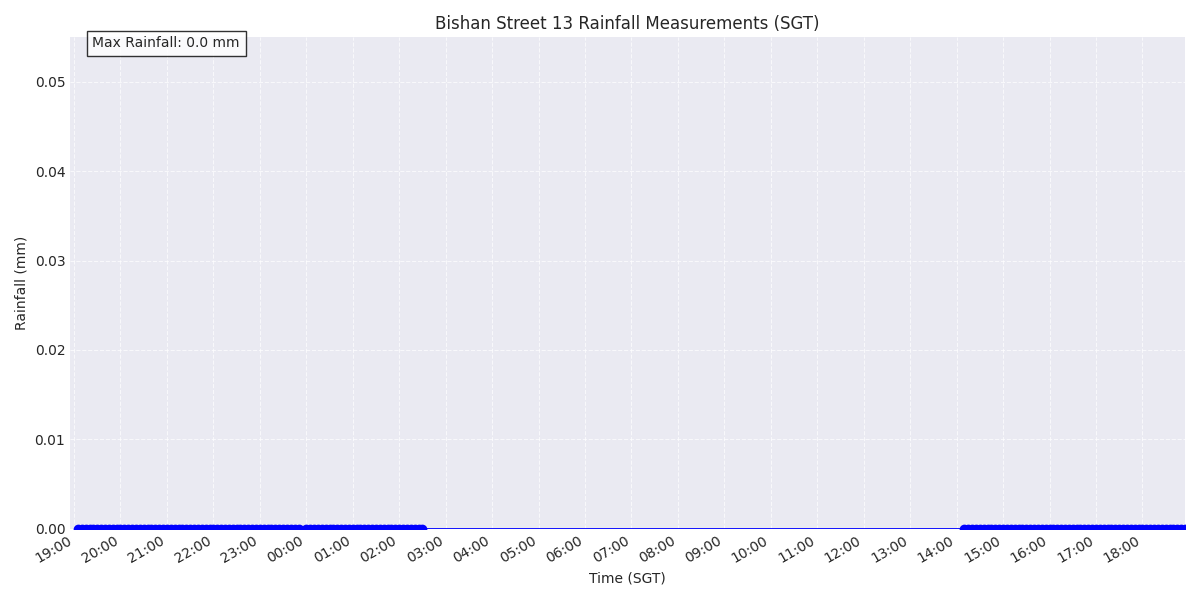 Bishan Street 13 Rainfall Measurements (SGT)
Max Rainfall: 0.0 mm
Rainfall (mm)
0.05
0.04
0.03
0.02
0.01
0.00
19:00 20:00 21:00 22:00 23:00 00:00 01:00 02:00 03:00 04:00 05:00 06:00 07:00 08:00 09:00 10:00 11:00 12:00 13:00 14:00 15:00 16:00 17:00 18:00
Time (SGT)